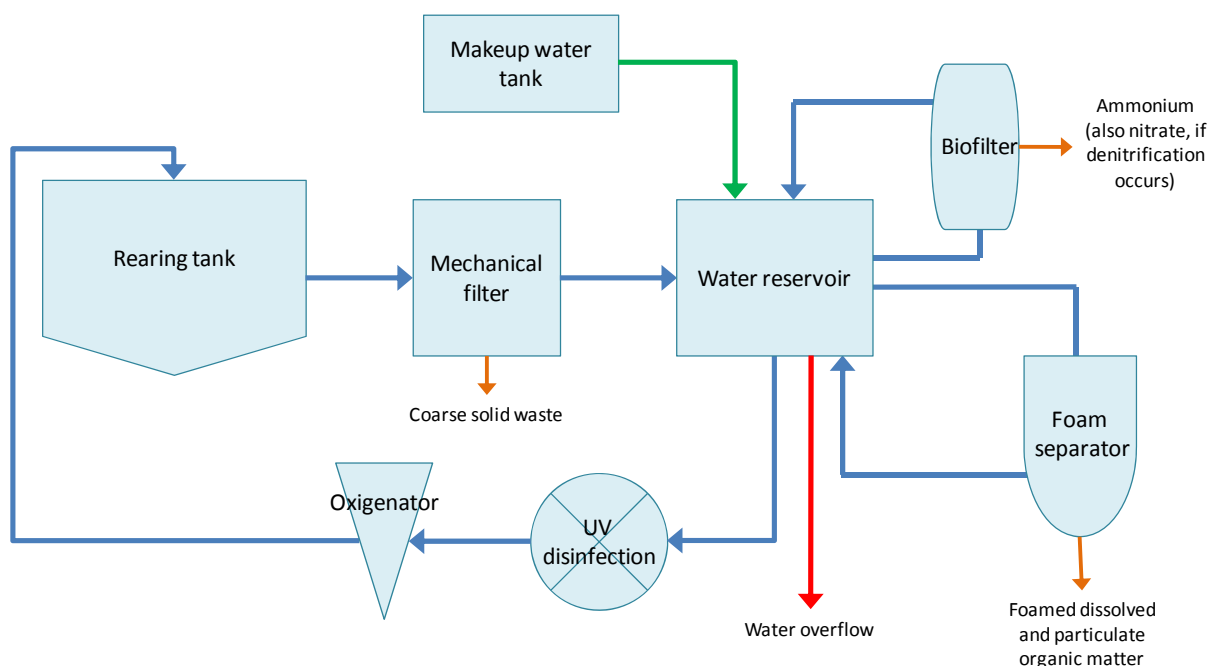 Makeup water
tank
Biofilter
Ammonium
(also nitrate, if
denitrification
occurs)
Rearing tank
Mechanical
filter
Water reservoir
Coarse solid waste
Foam
separator
Oxigenator
UV
disinfection
Water overflow
Foamed dissolved
and particulate
organic matter